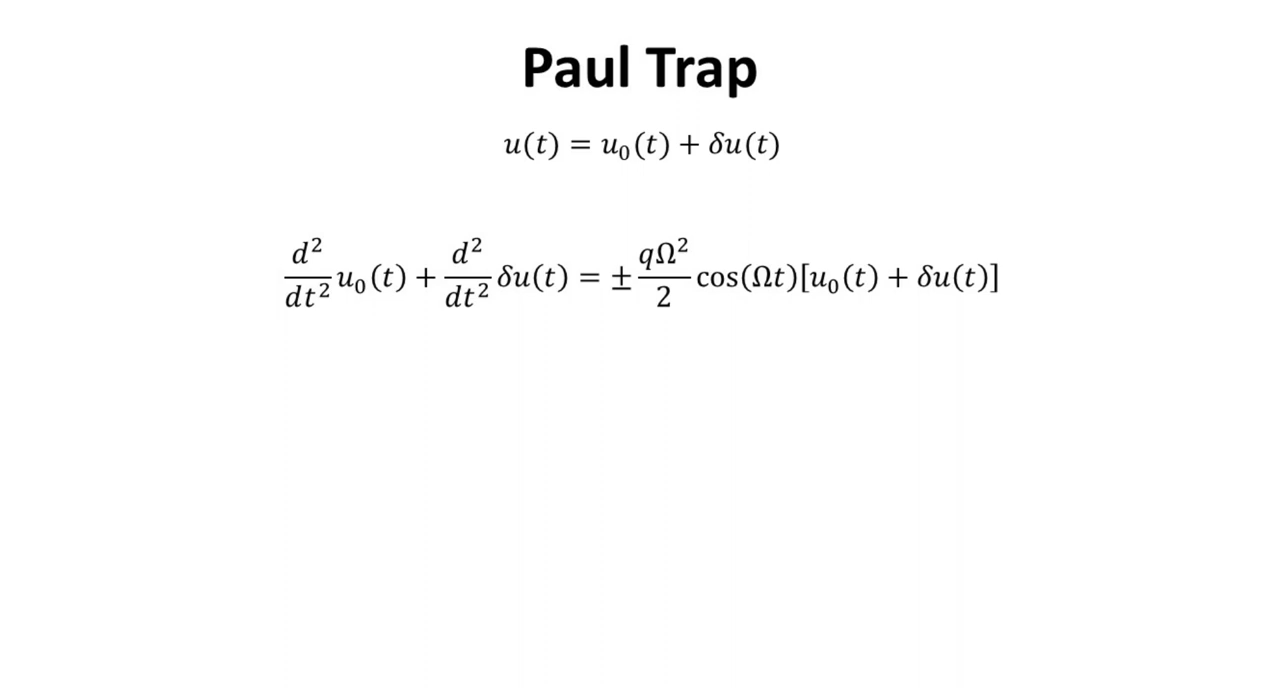 Paul Trap
u(t) = u₀(t) + δu(t)
d²/dt² u₀(t) + d²/dt² δu(t) = ± qΩ²/2 cos(Ωt)[u₀(t) + δu(t)]